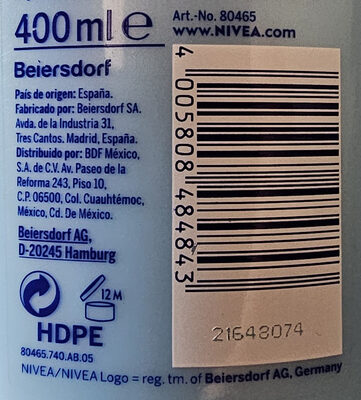 400 ml e
Art.-No. 80465
www.NIVEA.com
Beiersdorf
País de origen: España.
Fabricado por: Beiersdorf SA.
Avda. de la Industria 31,
Tres Cantos. Madrid, España.
Distribuido por: BDF México,
S.A. de C.V. Av. Paseo de la
Reforma 243, Piso 10,
C.P. 06500, Col. Cuauhtémoc,
México, Cd. De México.
Beiersdorf AG,
D-20245 Hamburg
12 M
HDPE
80465.740.AB.05
NIVEA/NIVEA Logo = reg. tm. of Beiersdorf AG, Germany
4 005808 484843
21648074